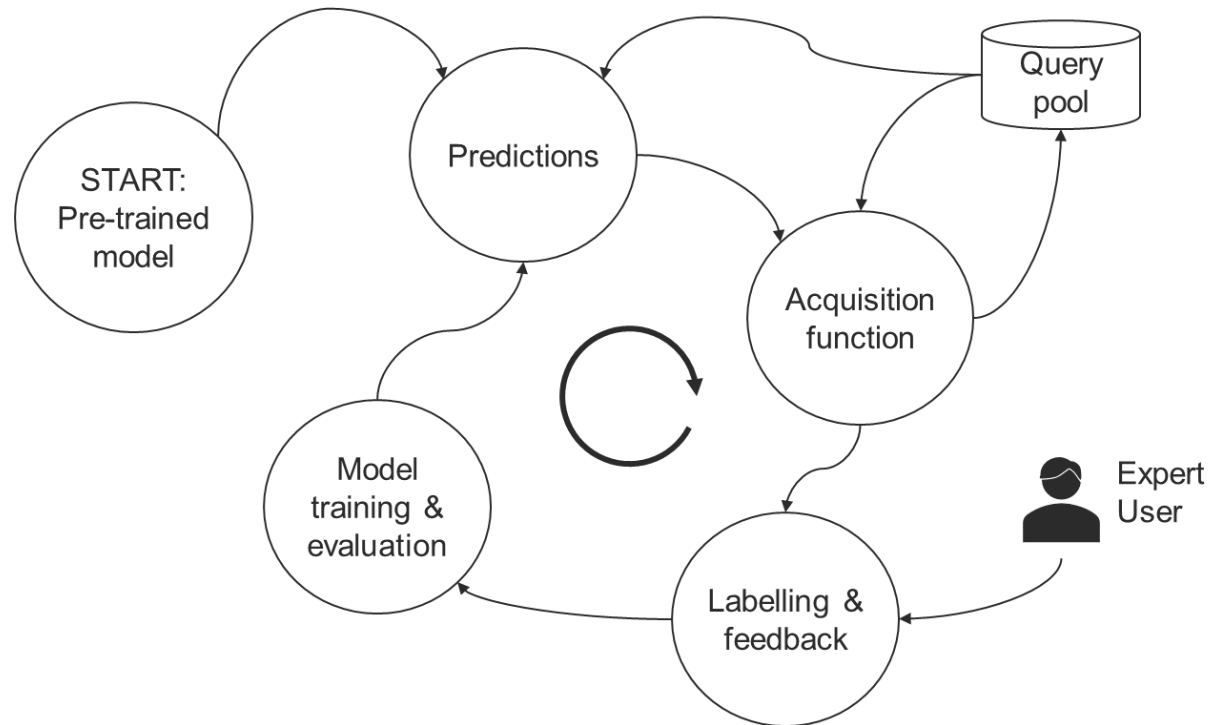 START:
Pre-trained
model
Predictions
Query
pool
Acquisition
function
Model
training &
evaluation
Expert
User
Labelling &
feedback